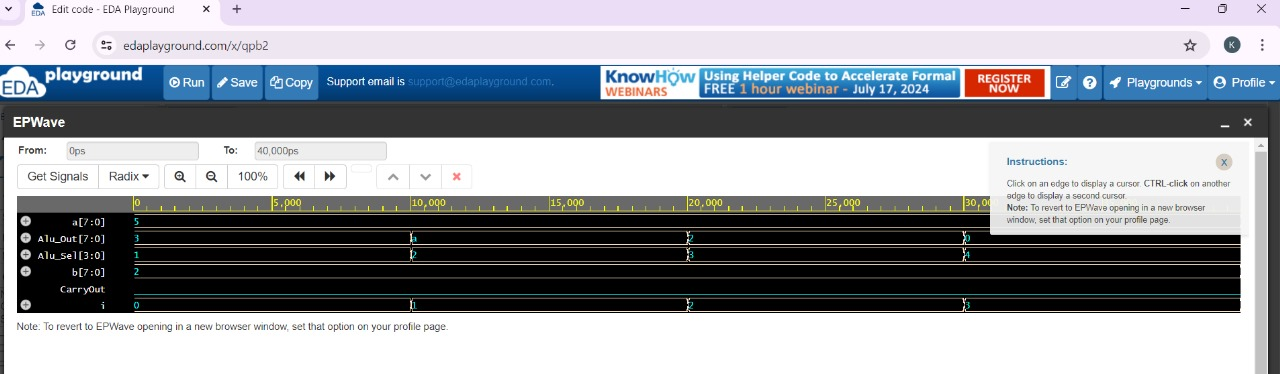 Edit code - EDA Playground
edaplayground.com/x/qpb2
K
EDA playground
Run Save Copy Support email is support@edaplayground.com.
KnowHow WEBINARS
Using Helper Code to Accelerate Formal
FREE 1 hour webinar - July 17, 2024
REGISTER NOW
Playgrounds Profile
EPWave
From: 0ps To: 40,000ps
Get Signals Radix 100%
Instructions:
X
Click on an edge to display a cursor. CTRL-click on another
edge to display a second cursor.
Note: To revert to EPWave opening in a new browser
window, set that option on your profile page.
0 5,000 10,000 15,000 20,000 25,000
a[7:0] 5
Alu_Out[7:0] 3 a 2 0
Alu_Sel[3:0] 1 2 3 4
b[7:0] 2
CarryOut
i 0 1 2 3
Note: To revert to EPWave opening in a new browser window, set that option on your profile page.